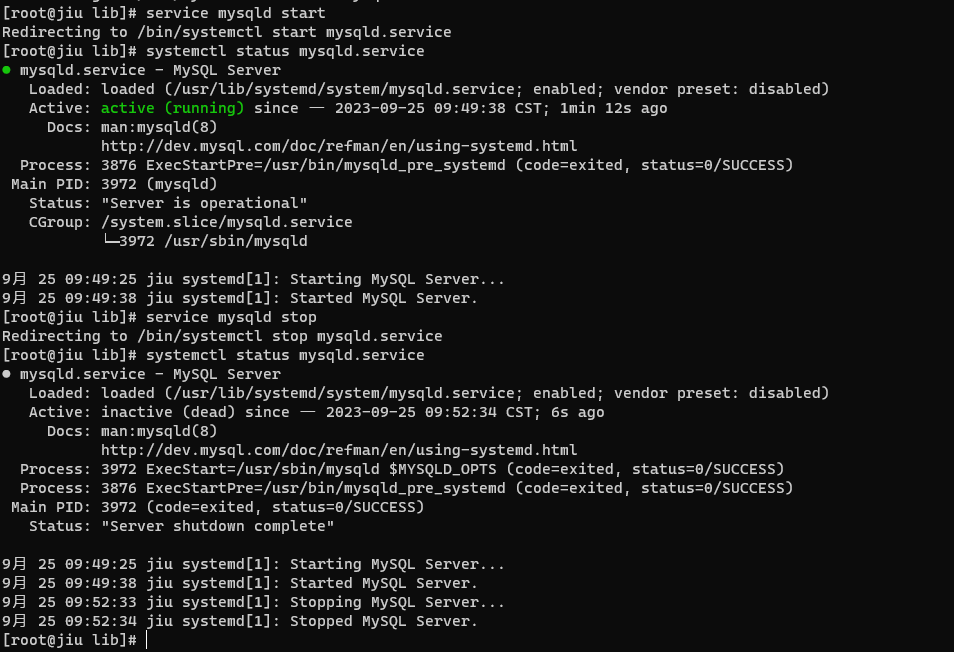 [root@jiu lib]# service mysqld start
Redirecting to /bin/systemctl start mysqld.service
[root@jiu lib]# systemctl status mysqld.service
● mysqld.service - MySQL Server
   Loaded: loaded (/usr/lib/systemd/system/mysqld.service; enabled; vendor preset: disabled)
   Active: active (running) since 一 2023-09-25 09:49:38 CST; 1min 12s ago
     Docs: man:mysqld(8)
           http://dev.mysql.com/doc/refman/en/using-systemd.html
  Process: 3876 ExecStartPre=/usr/bin/mysqld_pre_systemd (code=exited, status=0/SUCCESS)
 Main PID: 3972 (mysqld)
   Status: "Server is operational"
   CGroup: /system.slice/mysqld.service
           └─3972 /usr/sbin/mysqld

9月 25 09:49:25 jiu systemd[1]: Starting MySQL Server...
9月 25 09:49:38 jiu systemd[1]: Started MySQL Server.
[root@jiu lib]# service mysqld stop
Redirecting to /bin/systemctl stop mysqld.service
[root@jiu lib]# systemctl status mysqld.service
● mysqld.service - MySQL Server
   Loaded: loaded (/usr/lib/systemd/system/mysqld.service; enabled; vendor preset: disabled)
   Active: inactive (dead) since 一 2023-09-25 09:52:34 CST; 6s ago
     Docs: man:mysqld(8)
           http://dev.mysql.com/doc/refman/en/using-systemd.html
  Process: 3972 ExecStart=/usr/sbin/mysqld $MYSQLD_OPTS (code=exited, status=0/SUCCESS)
  Process: 3876 ExecStartPre=/usr/bin/mysqld_pre_systemd (code=exited, status=0/SUCCESS)
 Main PID: 3972 (code=exited, status=0/SUCCESS)
   Status: "Server shutdown complete"

9月 25 09:49:25 jiu systemd[1]: Starting MySQL Server...
9月 25 09:49:38 jiu systemd[1]: Started MySQL Server.
9月 25 09:52:33 jiu systemd[1]: Stopping MySQL Server...
9月 25 09:52:34 jiu systemd[1]: Stopped MySQL Server.
[root@jiu lib]#